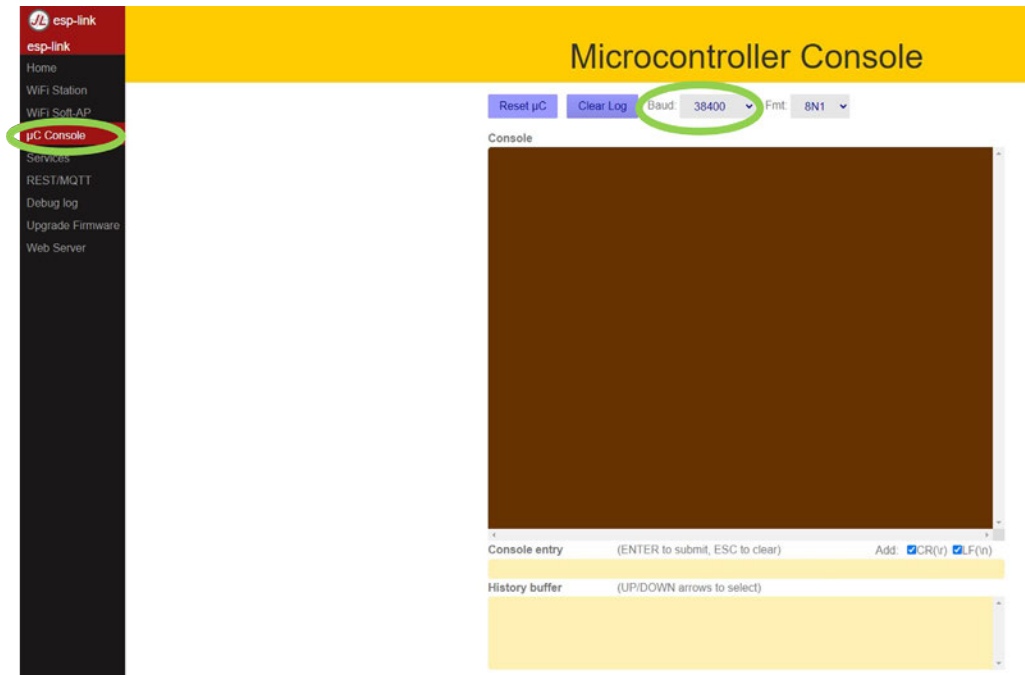 JL esp-link
esp-link
Home
WiFi Station
WiFi Soft-AP
µC Console
Services
REST/MQTT
Debug log
Upgrade Firmware
Web Server
Microcontroller Console
Reset µC Clear Log Baud: 38400 Fmt: 8N1
Console
Console entry (ENTER to submit, ESC to clear) Add: CR(\r) LF(\n)
History buffer (UP/DOWN arrows to select)